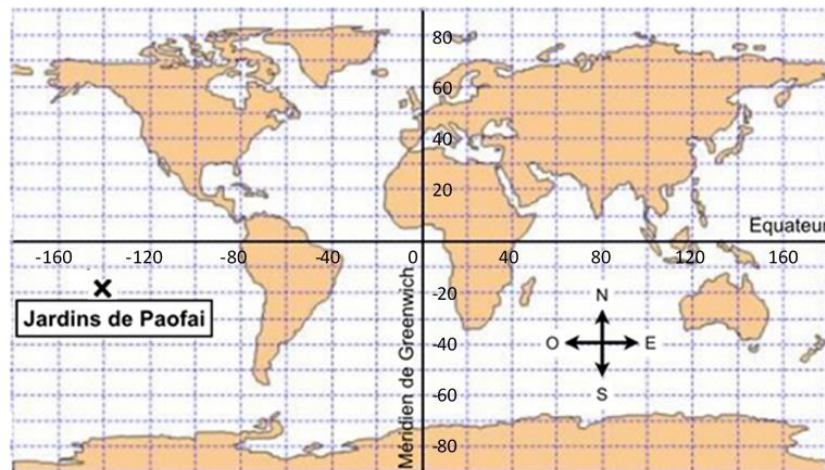 80
60
40
20
Equateur
-160 -120 -80 -40 0 40 80 120 160
-20
Jardins de Paofai
Méridien de Greenwich
N
O E
S
-40
-60
-80